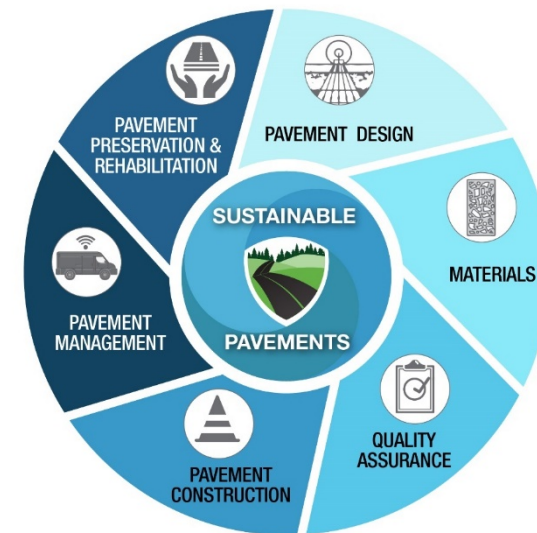 PAVEMENT
PRESERVATION &
REHABILITATION
PAVEMENT DESIGN
MATERIALS
QUALITY
ASSURANCE
PAVEMENT
CONSTRUCTION
PAVEMENT
MANAGEMENT
SUSTAINABLE
PAVEMENTS